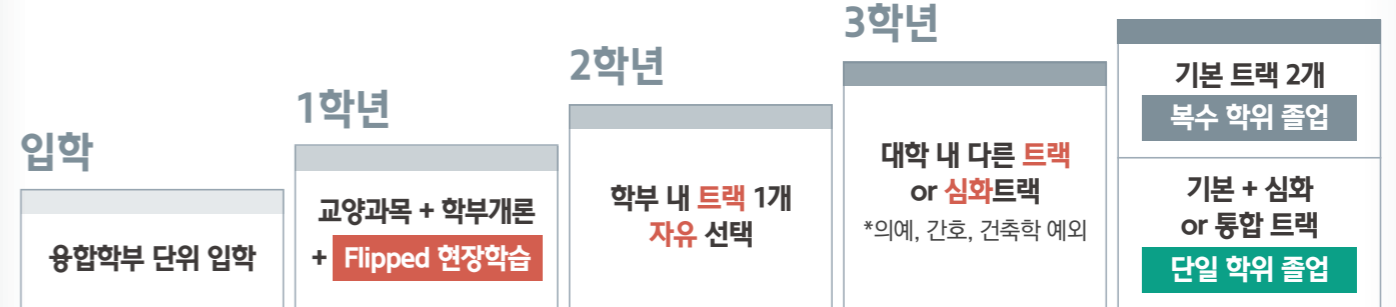 입학
융합학부 단위 입학
1학년
교양과목 + 학부개론
+ Flipped 현장학습
2학년
학부 내 트랙 1개
자유 선택
3학년
대학 내 다른 트랙
or 심화트랙
*의예, 간호, 건축학 예외
기본 트랙 2개
복수 학위 졸업
기본 + 심화
or 통합 트랙
단일 학위 졸업